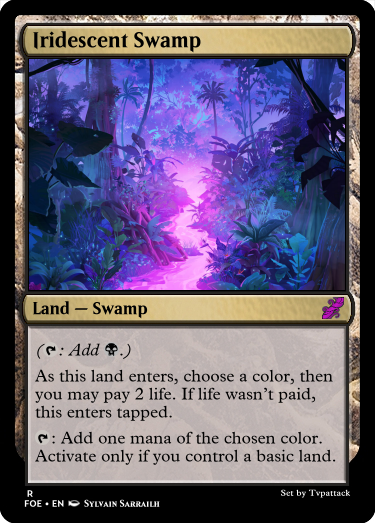 Iridescent Swamp
Land — Swamp
(: Add .)
As this land enters, choose a color, then
you may pay 2 life. If life wasn't paid,
this enters tapped.
: Add one mana of the chosen color.
Activate only if you control a basic land.
R
FOE • EN Sylvain Sarrailh
Set by Tvpattack